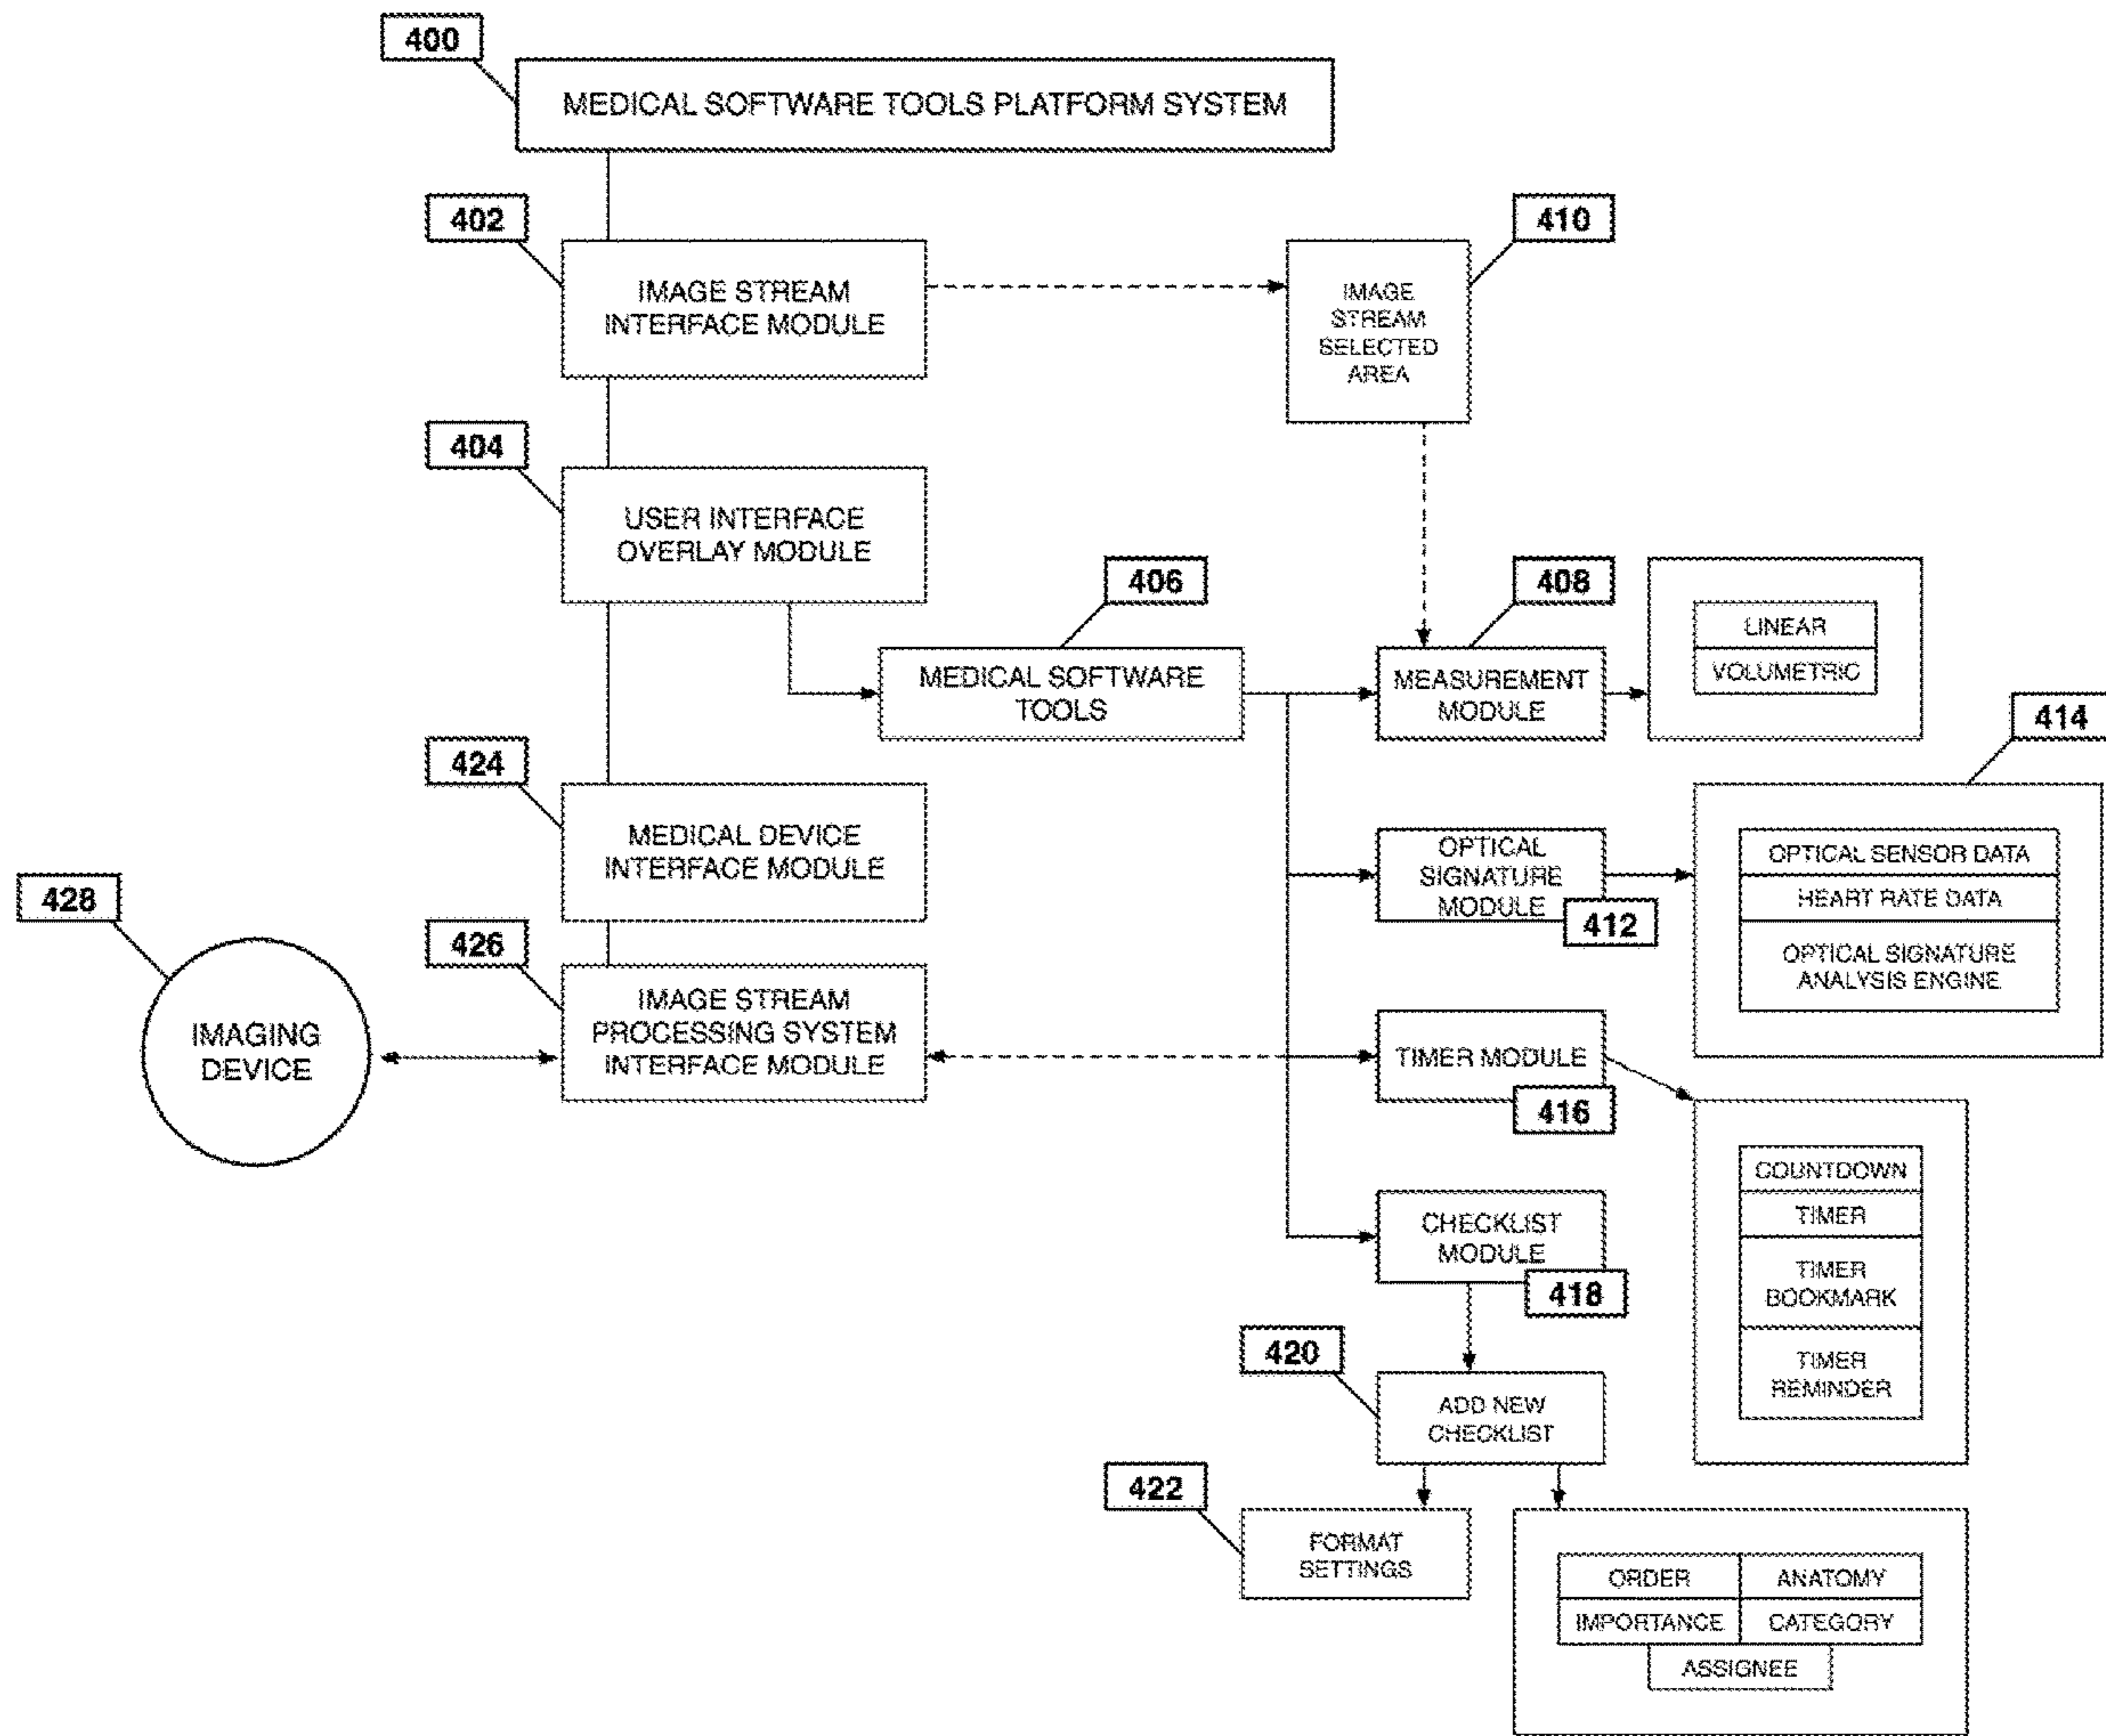 400
MEDICAL SOFTWARE TOOLS PLATFORM SYSTEM
402
IMAGE STREAM
INTERFACE MODULE
410
IMAGE
STREAM
SELECTED
AREA
404
USER INTERFACE
OVERLAY MODULE
406
MEDICAL SOFTWARE
TOOLS
408
MEASUREMENT
MODULE
LINEAR
VOLUMETRIC
414
424
MEDICAL DEVICE
INTERFACE MODULE
OPTICAL
SIGNATURE
MODULE
412
OPTICAL SENSOR DATA
HEART RATE DATA
OPTICAL SIGNATURE
ANALYSIS ENGINE
428
IMAGING
DEVICE
426
IMAGE STREAM
PROCESSING SYSTEM
INTERFACE MODULE
TIMER MODULE
416
COUNTDOWN
TIMER
TIMER
BOOKMARK
TIMER
REMINDER
CHECKLIST
MODULE
418
420
ADD NEW
CHECKLIST
422
FORMAT
SETTINGS
ORDER
ANATOMY
IMPORTANCE
CATEGORY
ASSIGNEE